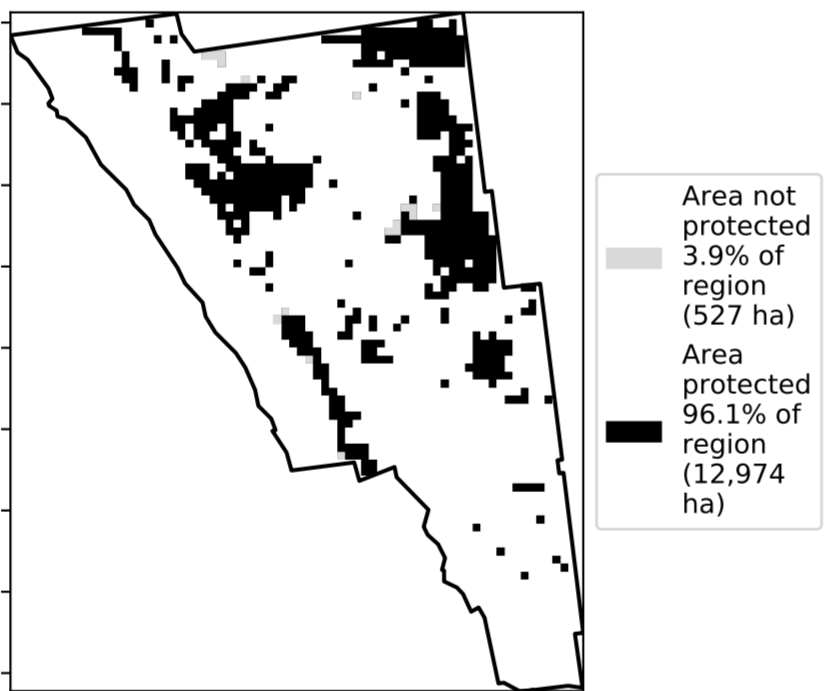 Area not
protected
3.9% of
region
(527 ha)
Area
protected
96.1% of
region
(12,974
ha)